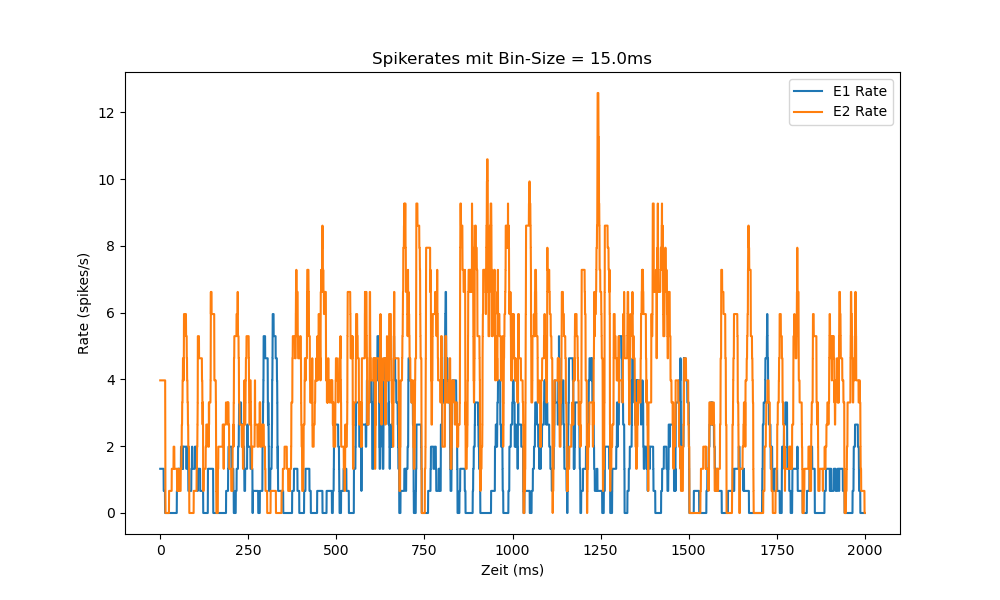 Spikerates mit Bin-Size = 15.0ms
E1 Rate
E2 Rate
Rate (spikes/s)
12
10
8
6
4
2
0
0 250 500 750 1000 1250 1500 1750 2000
Zeit (ms)